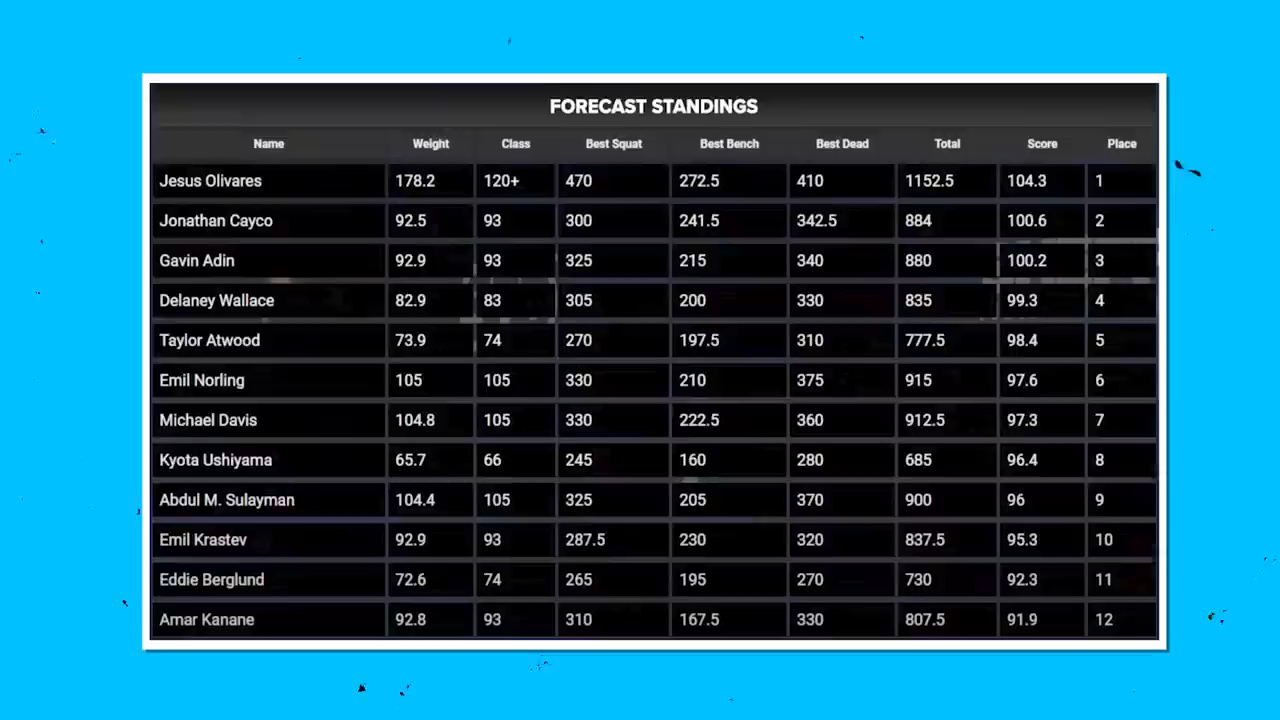 FORECAST STANDINGS
Name Weight Class Best Squat Best Bench Best Dead Total Score Place
Jesus Olivares 178.2 120+ 470 272.5 410 1152.5 104.3 1
Jonathan Cayco 92.5 93 300 241.5 342.5 884 100.6 2
Gavin Adin 92.9 93 325 215 340 880 100.2 3
Delaney Wallace 82.9 83 305 200 330 835 99.3 4
Taylor Atwood 73.9 74 270 197.5 310 777.5 98.4 5
Emil Norling 105 105 330 210 375 915 97.6 6
Michael Davis 104.8 105 330 222.5 360 912.5 97.3 7
Kyota Ushiyama 65.7 66 245 160 280 685 96.4 8
Abdul M. Sulayman 104.4 105 325 205 370 900 96 9
Emil Krastev 92.9 93 287.5 230 320 837.5 95.3 10
Eddie Berglund 72.6 74 265 195 270 730 92.3 11
Amar Kanane 92.8 93 310 167.5 330 807.5 91.9 12